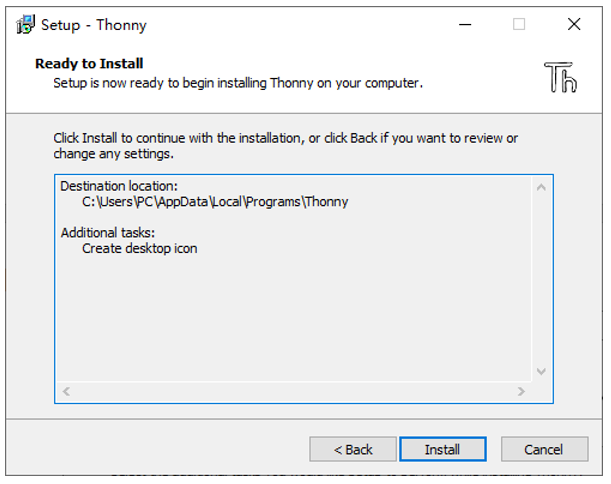 Setup - Thonny
Ready to Install
Setup is now ready to begin installing Thonny on your computer.
Th
Click Install to continue with the installation, or click Back if you want to review or
change any settings.
Destination location:
C:\Users\PC\AppData\Local\Programs\Thonny
Additional tasks:
Create desktop icon
< Back
Install
Cancel